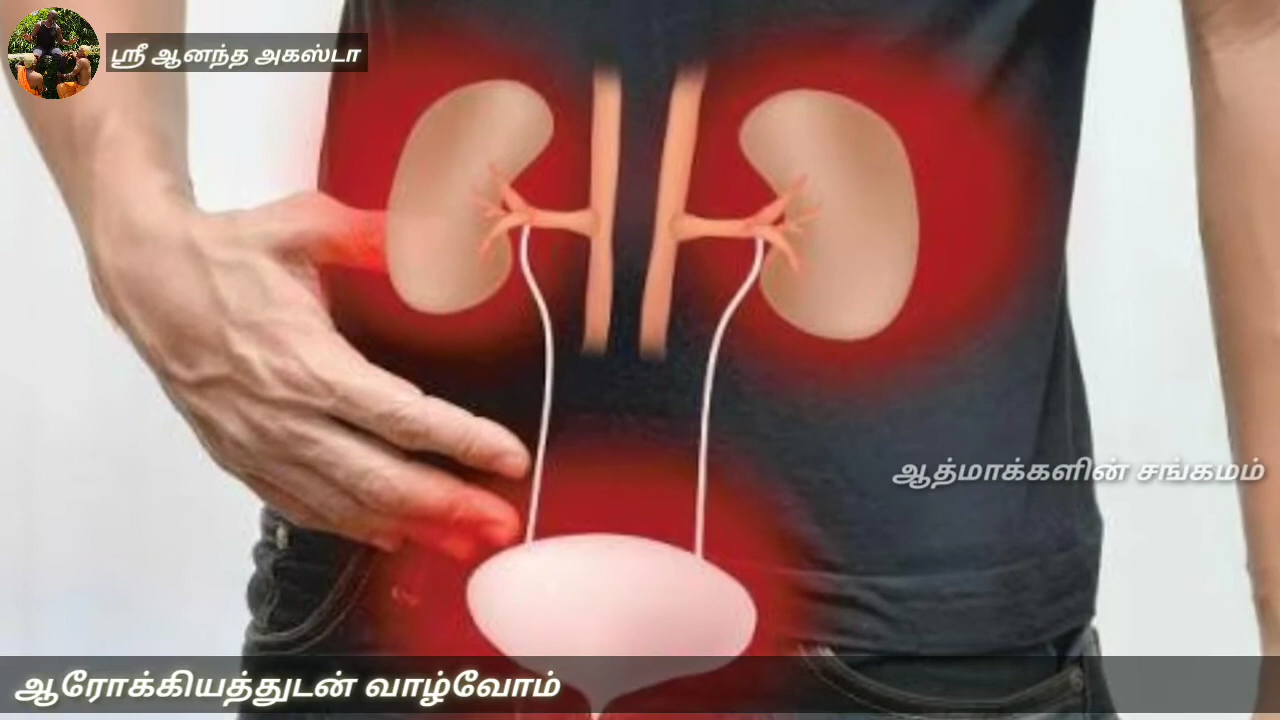 ஸ்ரீ ஆனந்த அகஸ்டா
ஆத்மாக்களின் சங்கமம்
ஆரோக்கியத்துடன் வாழ்வோம்